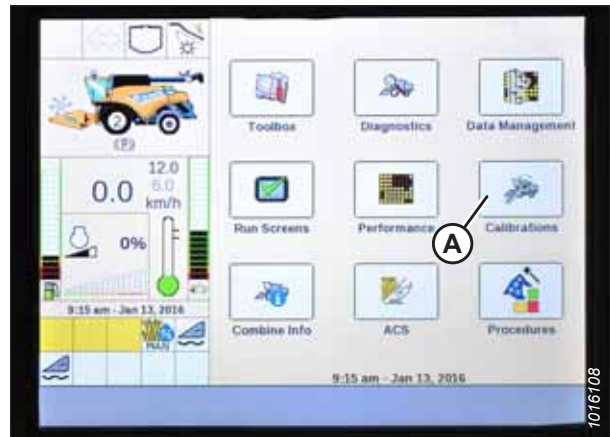 Toolbox
Diagnostics
Data Management
2
(P)
12.0
0.0
6.0
km/h
Run Screens
Performance
Calibrations
A
0%
9:15 am - Jan 13, 2016
MAN
Combine Info
ACS
Procedures
9:15 am - Jan 13, 2016
1016108